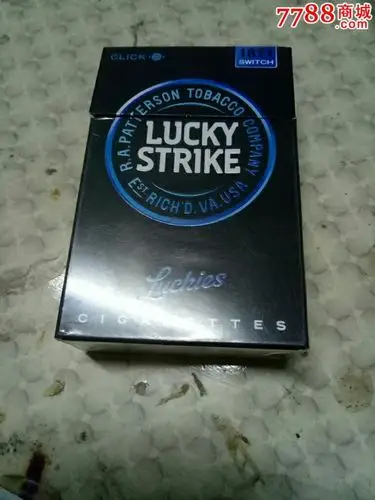 7788商城
CLICK
SWITCH
R.A.PATTERSON TOBACCO COMPANY
LUCKY
STRIKE
EST. RICH'D. VA. USA
Luckies
CIGARETTES